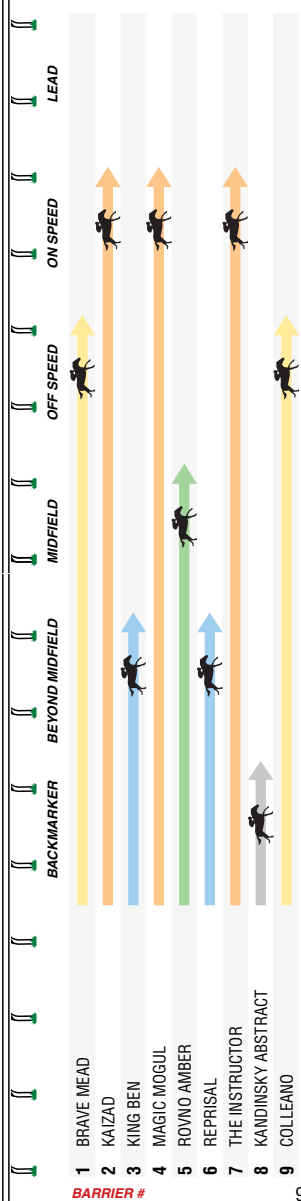 BACKMARKER BEYOND MIDFIELD MIDFIELD OFF SPEED ON SPEED LEAD
BARRIER #
1 BRAVE MEAD
2 KAIZAD
3 KING BEN
4 MAGIC MOGUL
5 ROVNO AMBER
6 REPRISAL
7 THE INSTRUCTOR
8 KANDINSKY ABSTRACT
9 COLLEANO